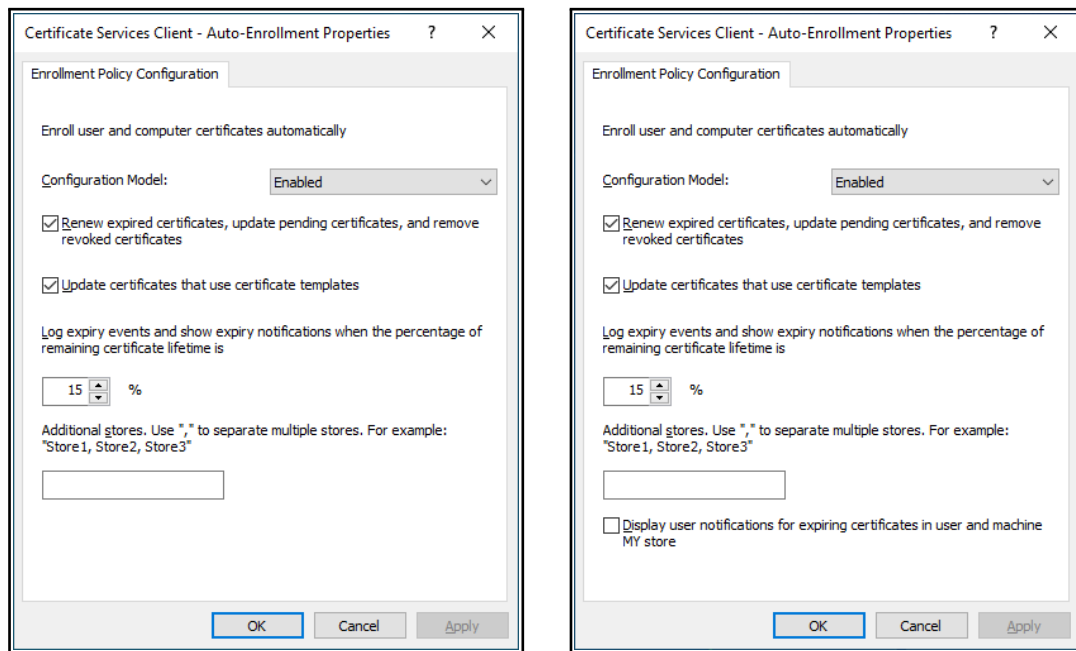 Certificate Services Client - Auto-Enrollment Properties ? ×
Enrollment Policy Configuration
Enroll user and computer certificates automatically
Configuration Model: Enabled
Renew expired certificates, update pending certificates, and remove
revoked certificates
Update certificates that use certificate templates
Log expiry events and show expiry notifications when the percentage of
remaining certificate lifetime is
15 %
Additional stores. Use "," to separate multiple stores. For example:
"Store1, Store2, Store3"
OK Cancel Apply
Certificate Services Client - Auto-Enrollment Properties ? ×
Enrollment Policy Configuration
Enroll user and computer certificates automatically
Configuration Model: Enabled
Renew expired certificates, update pending certificates, and remove
revoked certificates
Update certificates that use certificate templates
Log expiry events and show expiry notifications when the percentage of
remaining certificate lifetime is
15 %
Additional stores. Use "," to separate multiple stores. For example:
"Store1, Store2, Store3"
Display user notifications for expiring certificates in user and machine
MY store
OK Cancel Apply